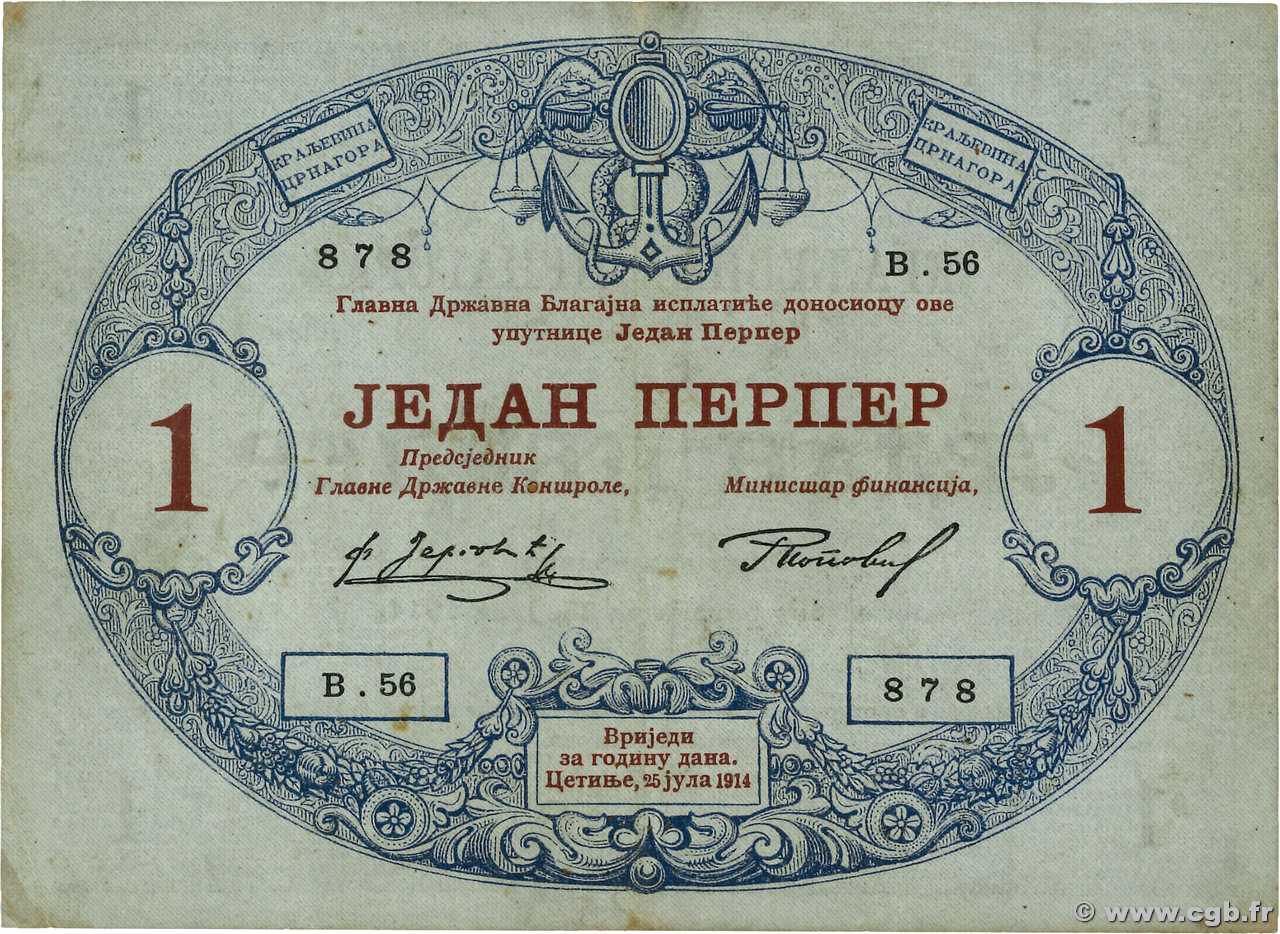 КРАЉЕВИНА
ЦРНАГОРА
КРАЉЕВИНА
ЦРНАГОРА
878
В . 56
Главна Државна Благајна исплатиће доносиоцу ове
упутнице Један Перпер
ЈЕДАН ПЕРПЕР
1
1
Предсједник
Главне Државне Контроле,
Министар финансија,
В . 56
878
Вриједи
за годину дана.
Цетиње, 25 јула 1914
© www.cgb.fr